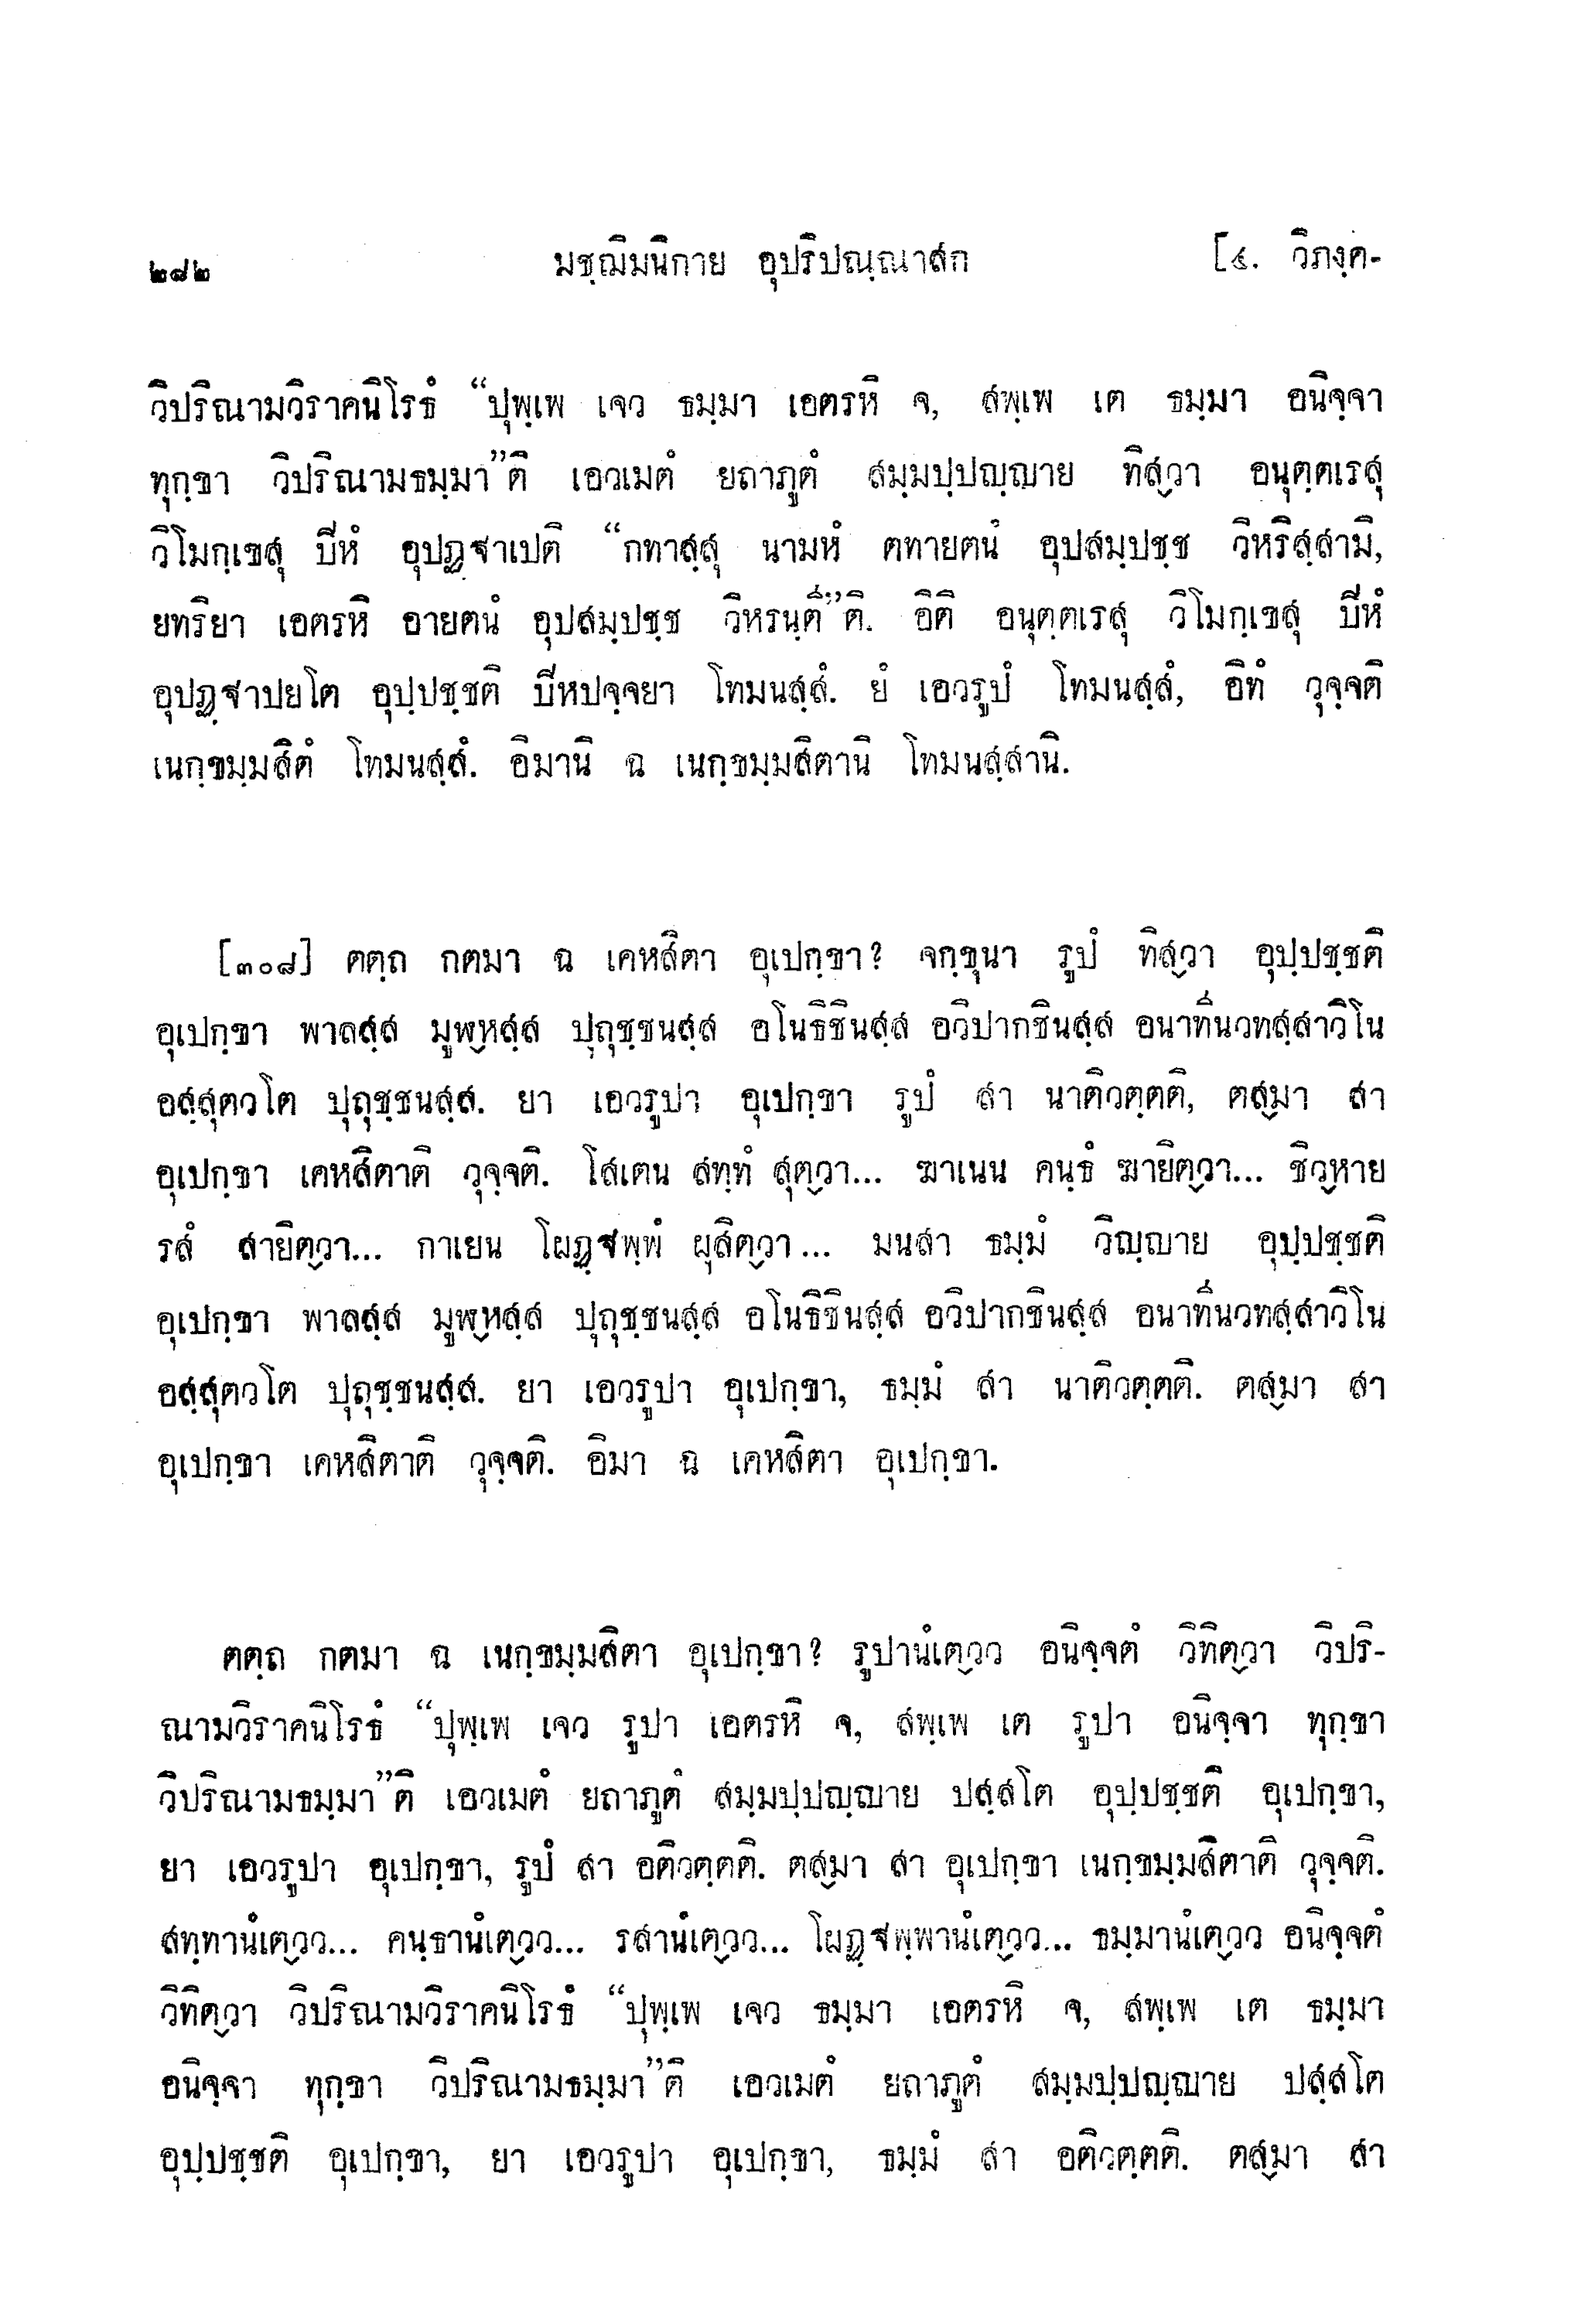 ๒๘๒ มชฺฌิมนิกาย อุปริปณฺณาสก [๔. วิภงฺค-
วิปริณามวิราคนิโรธํ “ปุพฺเพ เจว ธมฺมา เอตรหิ จ, สพฺเพ เต ธมฺมา อนิจฺจา
ทุกฺขา วิปริณามธมฺมา”ติ เอวเมตํ ยถาภูตํ สมฺมปฺปญฺญาย ทิสฺวา อนุตฺตเรสุ
วิโมกฺเขสุ ปีหํ อุปฏฺฐาเปติ “กทาสฺสุ นามหํ ตทายตนํ อุปสมฺปชฺช วิหริสฺสามิ,
ยทริยา เอตรหิ อายตนํ อุปสมฺปชฺช วิหรนฺตี”ติ. อิติ อนุตฺตเรสุ วิโมกฺเขสุ ปีหํ
อุปฏฺฐาปยโต อุปฺปชฺชติ ปีหปจฺจยา โทมนสฺสํ. ยํ เอวรูปํ โทมนสฺสํ, อิทํ วุจฺจติ
เนกฺขมฺมสิตํ โทมนสฺสํ. อิมานิ ฉ เนกฺขมฺมสิตานิ โทมนสฺสานิ.
[๓๐๘] ตตฺถ กตมา ฉ เคหสิตา อุเปกฺขา? จกฺขุนา รูปํ ทิสฺวา อุปฺปชฺชติ
อุเปกฺขา พาลสฺส มูฬฺหสฺส ปุถุชฺชนสฺส อโนธิชินสฺส อวิปากชินสฺส อนาทีนวทสฺสาวิโน
อสฺสุตวโต ปุถุชฺชนสฺส. ยา เอวรูปา อุเปกฺขา รูปํ สา นาติวตฺตติ, ตสฺมา สา
อุเปกฺขา เคหสิตาติ วุจฺจติ. โสเตน สทฺทํ สุตฺวา... ฆาเนน คนฺธํ ฆายิตฺวา... ชิวฺหาย
รสํ สายิตฺวา... กาเยน โผฏฺฐพฺพํ ผุสิตฺวา... มนสา ธมฺมํ วิญฺญาย อุปฺปชฺชติ
อุเปกฺขา พาลสฺส มูฬฺหสฺส ปุถุชฺชนสฺส อโนธิชินสฺส อวิปากชินสฺส อนาทีนวทสฺสาวิโน
อสฺสุตวโต ปุถุชฺชนสฺส. ยา เอวรูปา อุเปกฺขา, ธมฺมํ สา นาติวตฺตติ. ตสฺมา สา
อุเปกฺขา เคหสิตาติ วุจฺจติ. อิมา ฉ เคหสิตา อุเปกฺขา.
ตตฺถ กตมา ฉ เนกฺขมฺมสิตา อุเปกฺขา? รูปานํเตฺวว อนิจฺจตํ วิทิตฺวา วิปริ-
ณามวิราคนิโรธํ “ปุพฺเพ เจว รูปา เอตรหิ จ, สพฺเพ เต รูปา อนิจฺจา ทุกฺขา
วิปริณามธมฺมา”ติ เอวเมตํ ยถาภูตํ สมฺมปฺปญฺญาย ปสฺสโต อุปฺปชฺชติ อุเปกฺขา,
ยา เอวรูปา อุเปกฺขา, รูปํ สา อติวตฺตติ. ตสฺมา สา อุเปกฺขา เนกฺขมฺมสิตาติ วุจฺจติ.
สทฺทานํเตฺวว... คนฺธานํเตฺวว... รสานํเตฺวว... โผฏฺฐพฺพานํเตฺวว... ธมฺมานํเตฺวว อนิจฺจตํ
วิทิตฺวา วิปริณามวิราคนิโรธํ “ปุพฺเพ เจว ธมฺมา เอตรหิ จ, สพฺเพ เต ธมฺมา
อนิจฺจา ทุกฺขา วิปริณามธมฺมา”ติ เอวเมตํ ยถาภูตํ สมฺมปฺปญฺญาย ปสฺสโต
อุปฺปชฺชติ อุเปกฺขา, ยา เอวรูปา อุเปกฺขา, ธมฺมํ สา อติวตฺตติ. ตสฺมา สา